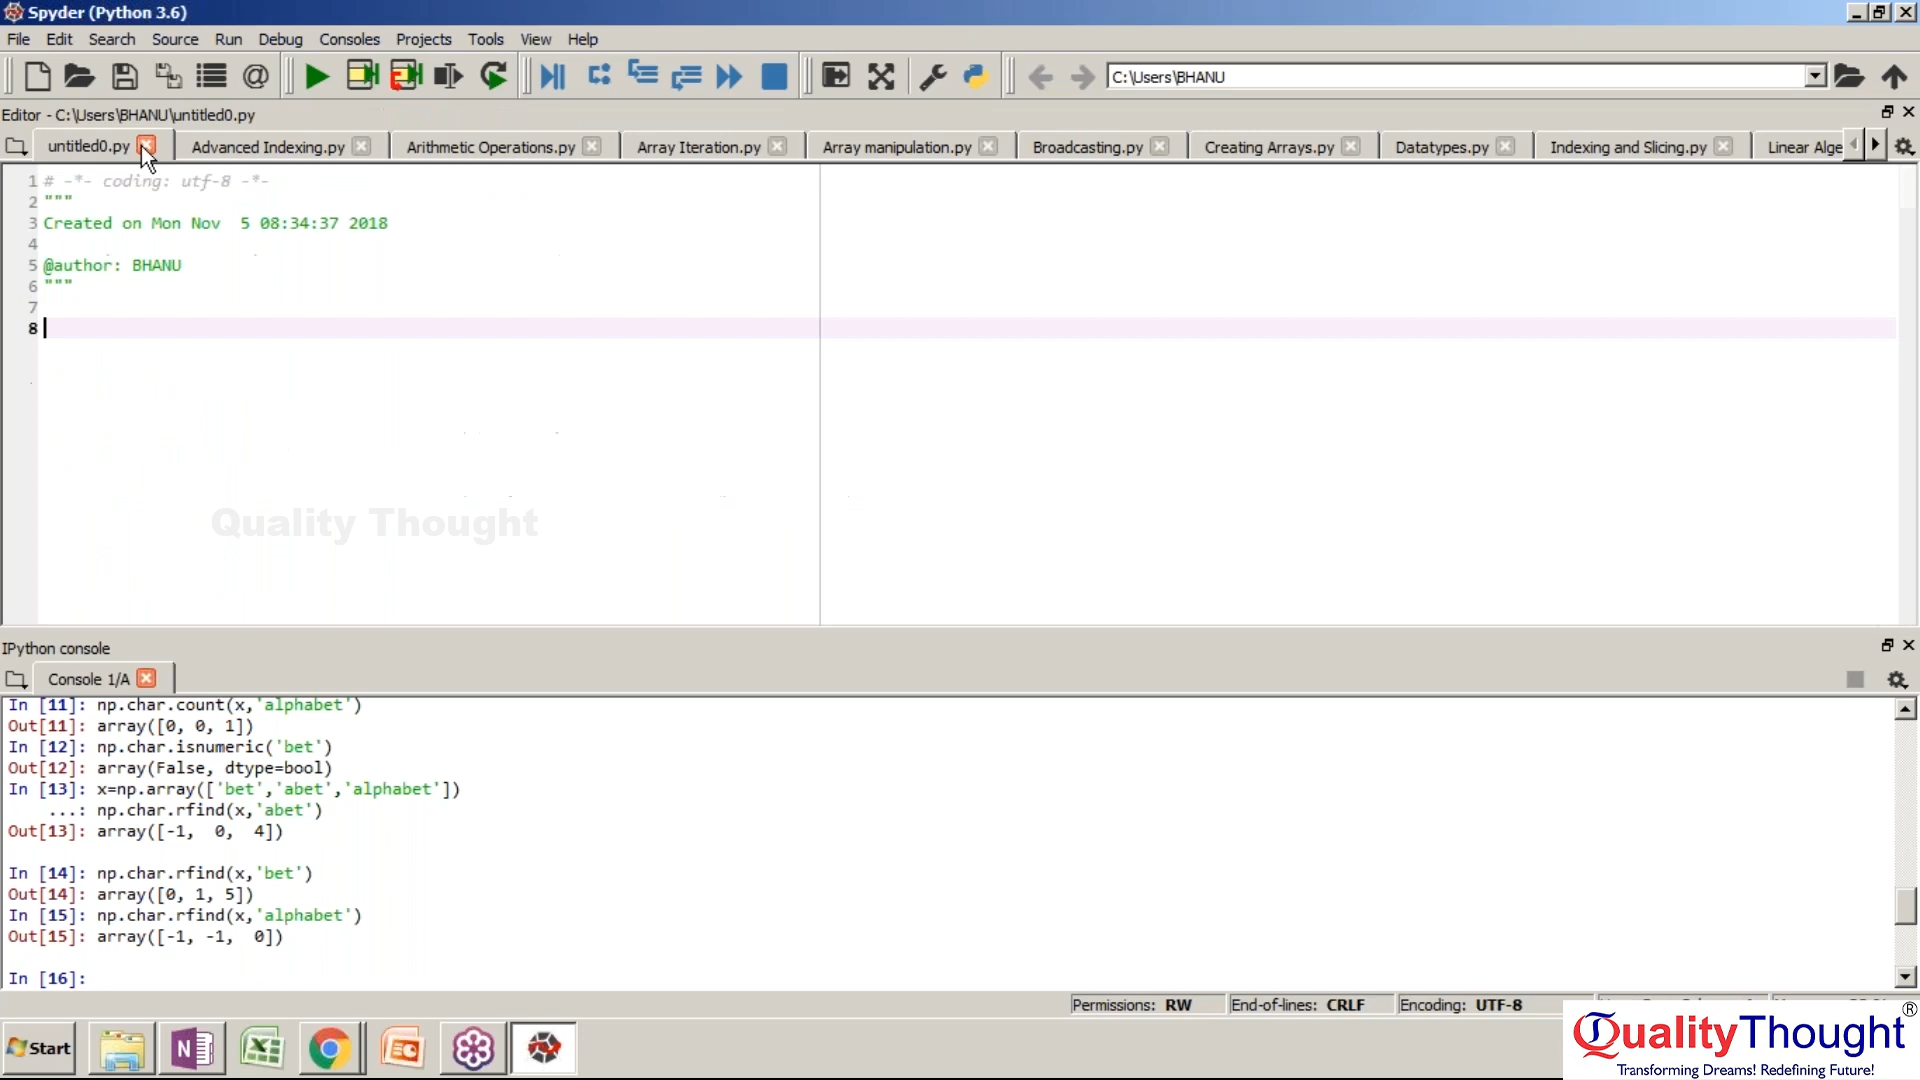 Spyder (Python 3.6)
File Edit Search Source Run Debug Consoles Projects Tools View Help
C:\Users\BHANU
Editor - C:\Users\BHANU\untitled0.py
untitled0.py Advanced Indexing.py Arithmetic Operations.py Array Iteration.py Array manipulation.py Broadcasting.py Creating Arrays.py Datatypes.py Indexing and Slicing.py Linear Alge
1 # -*- coding: utf-8 -*-
2 """
3 Created on Mon Nov  5 08:34:37 2018
4
5 @author: BHANU
6 """
7
8
Quality Thought
IPython console
Console 1/A
In [11]: np.char.count(x,'alphabet')
Out[11]: array([0, 0, 1])
In [12]: np.char.isnumeric('bet')
Out[12]: array(False, dtype=bool)
In [13]: x=np.array(['bet','abet','alphabet'])
...: np.char.rfind(x,'abet')
Out[13]: array([-1,  0,  4])
In [14]: np.char.rfind(x,'bet')
Out[14]: array([0, 1, 5])
In [15]: np.char.rfind(x,'alphabet')
Out[15]: array([-1, -1,  0])
In [16]:
Permissions: RW End-of-lines: CRLF Encoding: UTF-8
Start
QualityThought®
Transforming Dreams! Redefining Future!